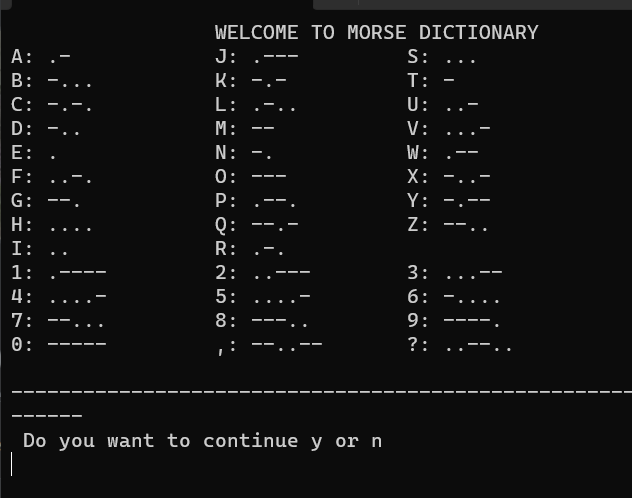 WELCOME TO MORSE DICTIONARY
A: .- J: .--- S: ...
B: -... K: -.- T: -
C: -.-. L: .-.. U: ..-
D: -.. M: -- V: ...-
E: . N: -. W: .--
F: ..-. O: --- X: -..-
G: --. P: .--. Y: -.--
H: .... Q: --.- Z: --..
I: .. R: .-.
1: .---- 2: ..--- 3: ...--
4: ....- 5: ....- 6: -....
7: --... 8: ---.. 9: ----.
0: ----- ,: --..-- ?: ..--..
----------------------------------------------------
------
Do you want to continue y or n